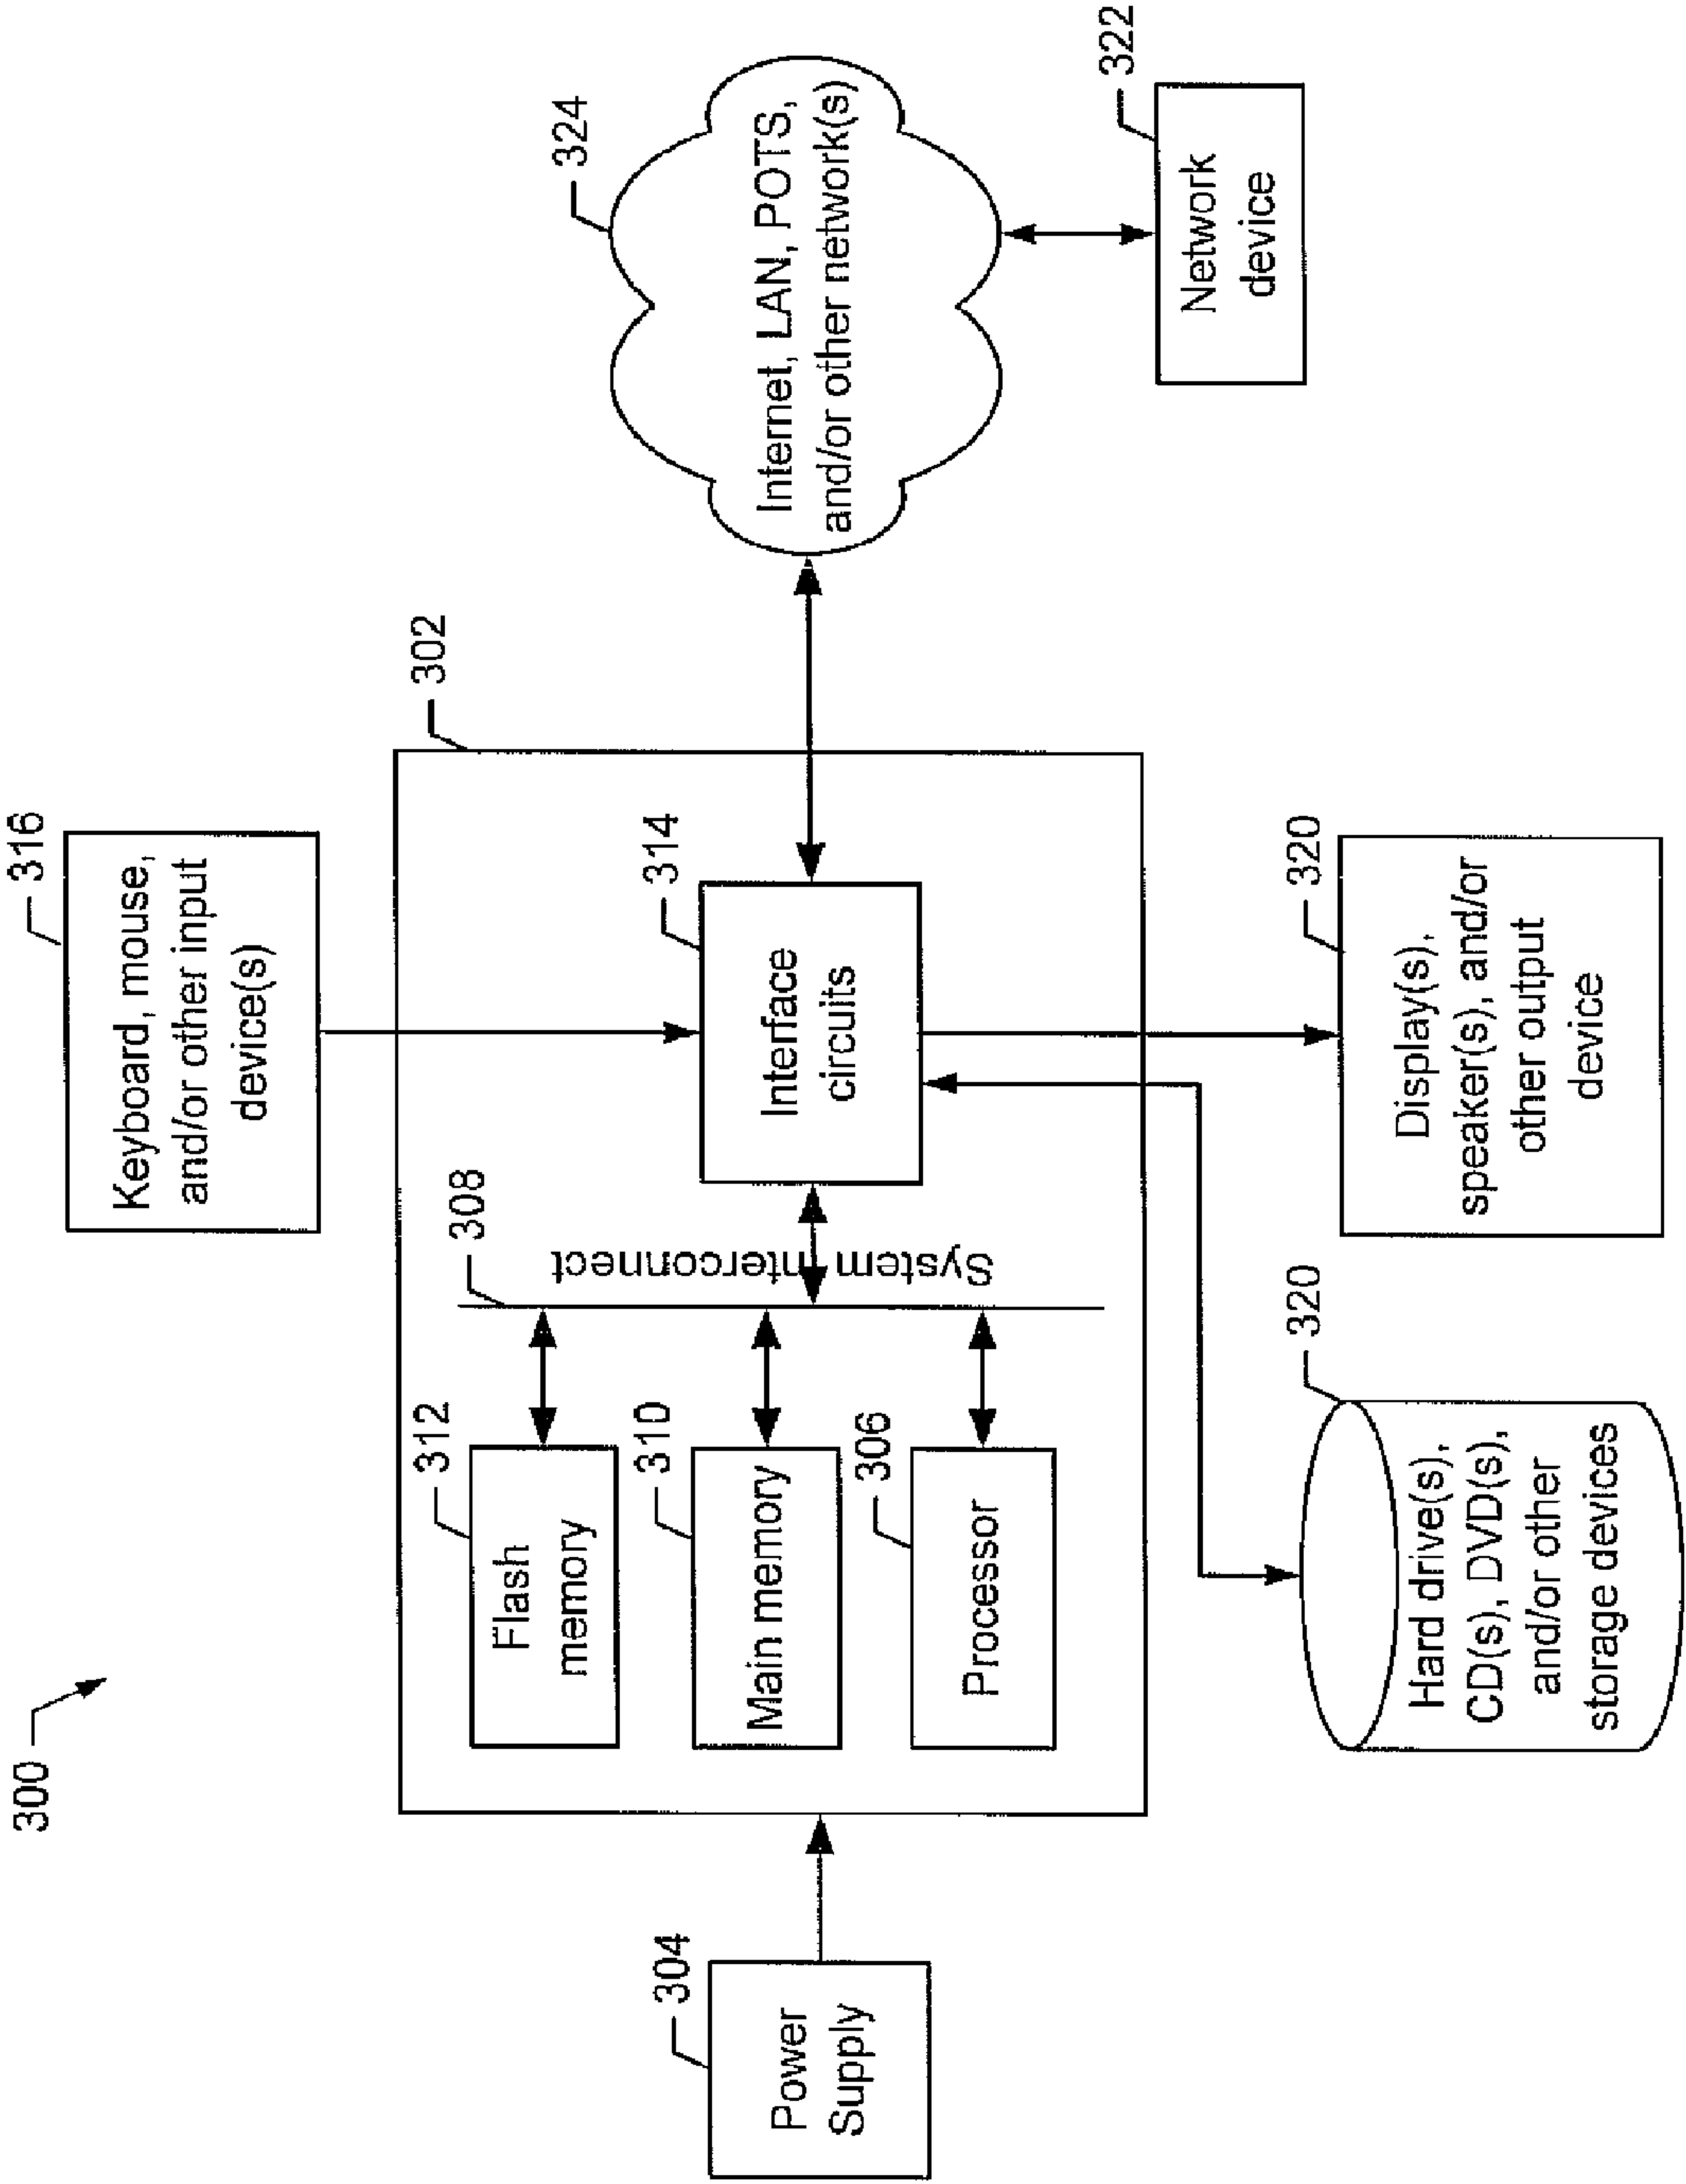 300
316
Keyboard, mouse,
and/or other input
device(s)
302
304
Power
Supply
312
Flash
memory
310
Main memory
306
Processor
308
System interconnect
314
Interface
circuits
324
Internet, LAN, POTS,
and/or other network(s)
322
Network
device
320
Hard drive(s),
CD(s), DVD(s),
and/or other
storage devices
320
Display(s),
speaker(s), and/or
other output
device